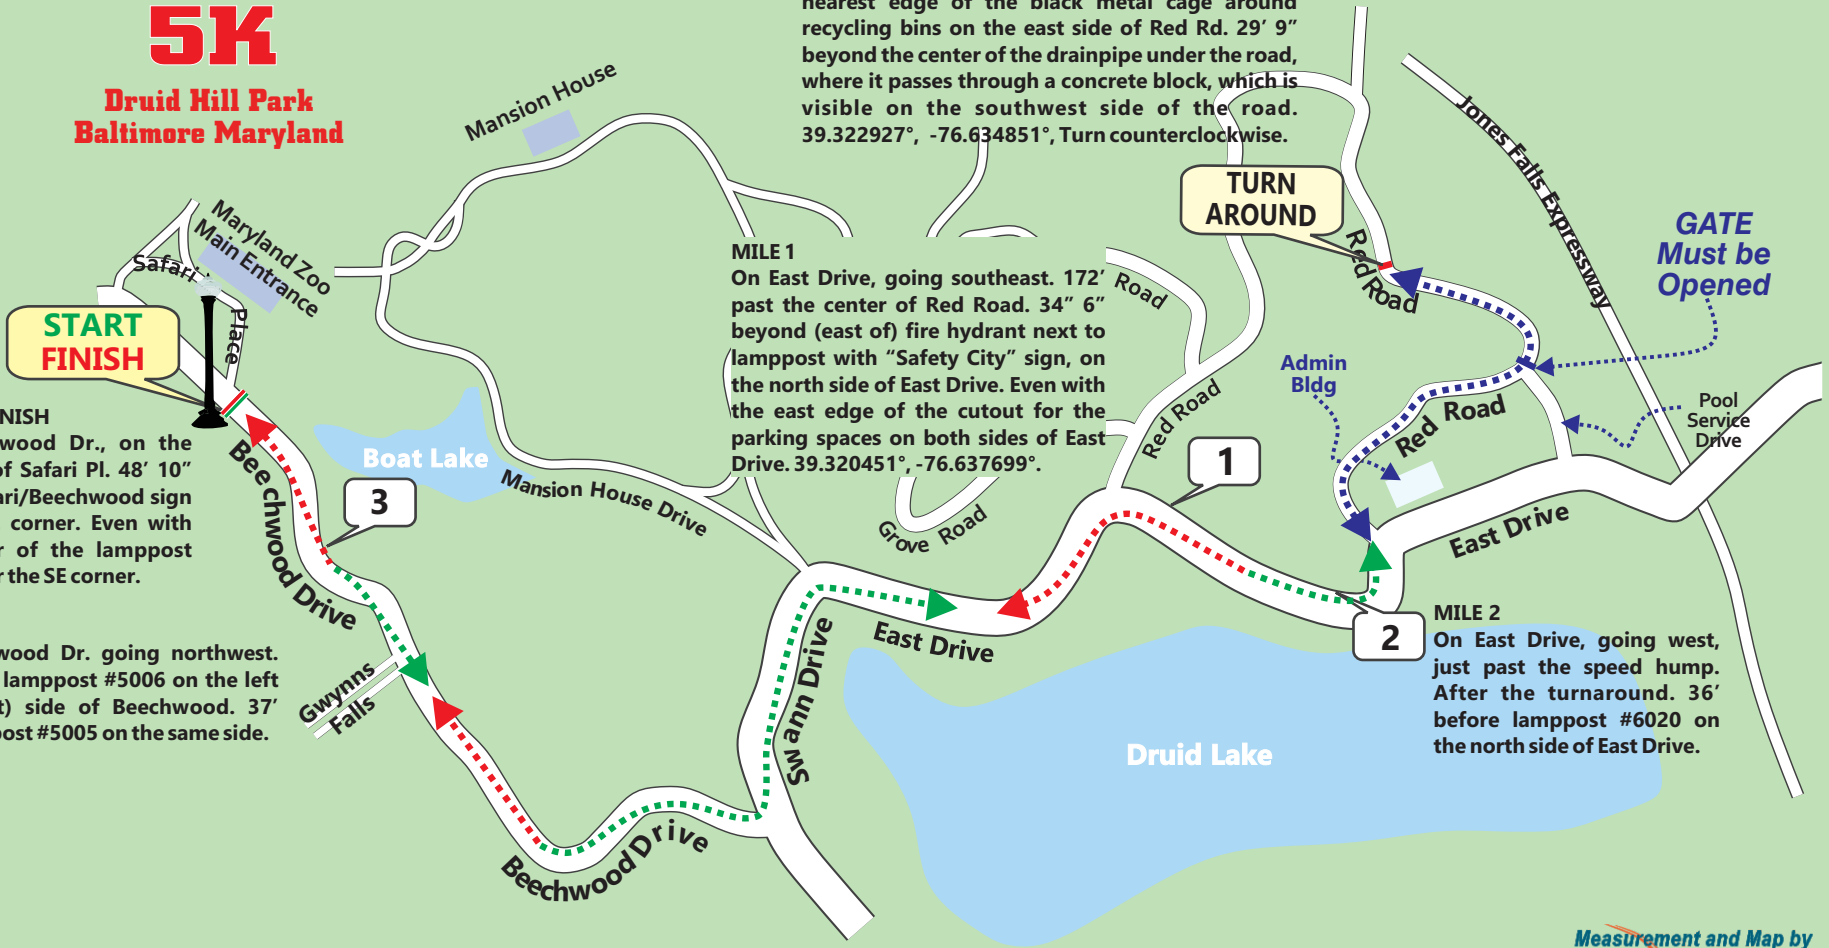 5K
Druid Hill Park
Baltimore Maryland
nearest edge of the black metal cage around
recycling bins on the east side of Red Rd. 29’ 9”
beyond the center of the drainpipe under the road,
where it passes through a concrete block, which is
visible on the southwest side of the road.
39.322927°, -76.634851°, Turn counterclockwise.
Mansion House
Maryland Zoo
Main Entrance
Safari
Place
START
FINISH
NISH
wood Dr., on the
of Safari Pl. 48’ 10”
ari/Beechwood sign
corner. Even with
r of the lamppost
r the SE corner.
Beechwood Drive
3
Boat Lake
Mansion House Drive
MILE 1
On East Drive, going southeast. 172’
past the center of Red Road. 34” 6”
beyond (east of) fire hydrant next to
lamppost with “Safety City” sign, on
the north side of East Drive. Even with
the east edge of the cutout for the
parking spaces on both sides of East
Drive. 39.320451°, -76.637699°.
Road
Red Road
Grove Road
1
TURN
AROUND
Red Road
Jones Falls Expressway
GATE
Must be
Opened
Admin
Bldg
Red Road
Pool
Service
Drive
East Drive
wood Dr. going northwest.
lamppost #5006 on the left
t) side of Beechwood. 37’
post #5005 on the same side.
Gwynns
Falls
Beechwood Drive
Swann Drive
East Drive
2
MILE 2
On East Drive, going west,
just past the speed hump.
After the turnaround. 36’
before lamppost #6020 on
the north side of East Drive.
Druid Lake
Measurement and Map by